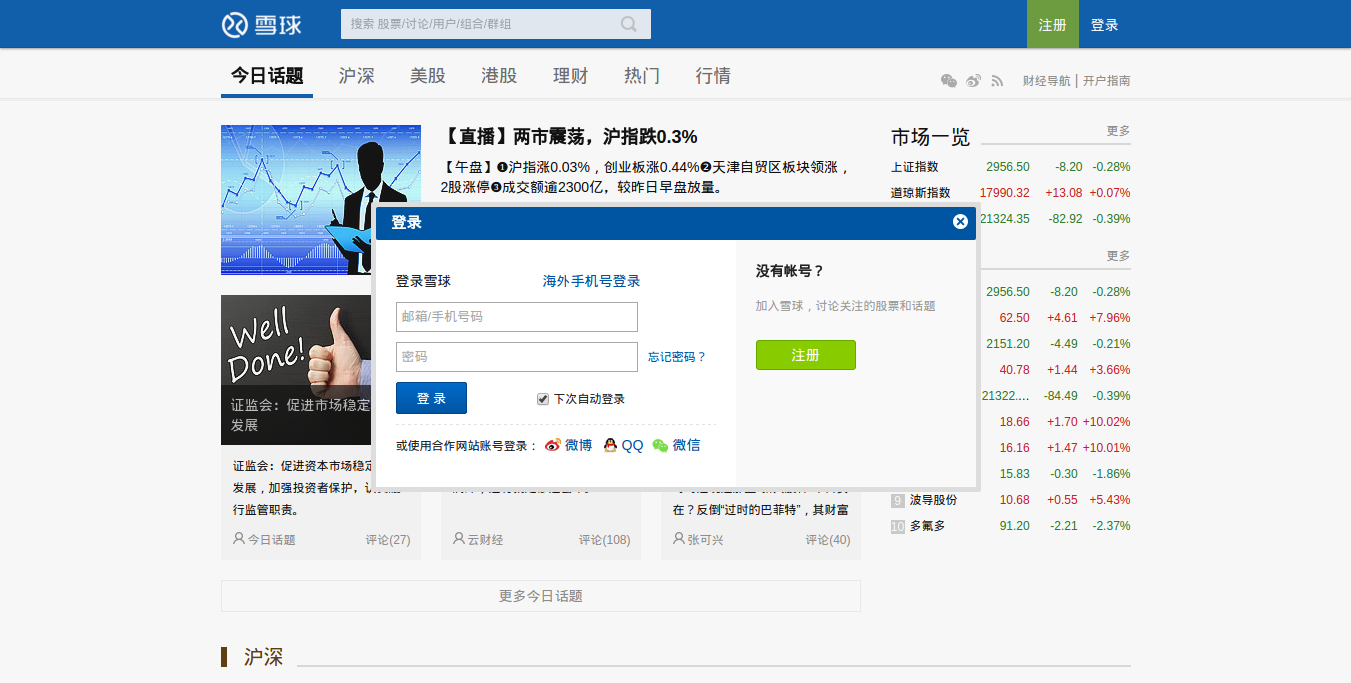 雪球
搜索 股票/讨论/用户/组合/群组
注册
登录
今日话题
沪深
美股
港股
理财
热门
行情
财经导航 | 开户指南
【直播】两市震荡，沪指跌0.3%
【午盘】❶沪指涨0.03%，创业板涨0.44%❷天津自贸区板块领涨，
2股涨停❸成交额逾2300亿，较昨日早盘放量。
市场一览
更多
上证指数 2956.50 -8.20 -0.28%
道琼斯指数 17990.32 +13.08 +0.07%
21324.35 -82.92 -0.39%
更多
2956.50 -8.20 -0.28%
62.50 +4.61 +7.96%
2151.20 -4.49 -0.21%
40.78 +1.44 +3.66%
21322.... -84.49 -0.39%
18.66 +1.70 +10.02%
16.16 +1.47 +10.01%
15.83 -0.30 -1.86%
9 波导股份 10.68 +0.55 +5.43%
10 多氟多 91.20 -2.21 -2.37%
登录
登录雪球
海外手机号登录
邮箱/手机号码
密码
忘记密码？
登 录
下次自动登录
或使用合作网站账号登录：
微博
QQ
微信
没有帐号？
加入雪球，讨论关注的股票和话题
注册
Well
Done!
证监会：促进市场稳定
发展
证监会：促进资本市场稳定
发展，加强投资者保护，
行监管职责。
今日话题
评论(27)
云财经
评论(108)
在？反倒“过时的巴菲特”，其财富
张可兴
评论(40)
更多今日话题
沪深